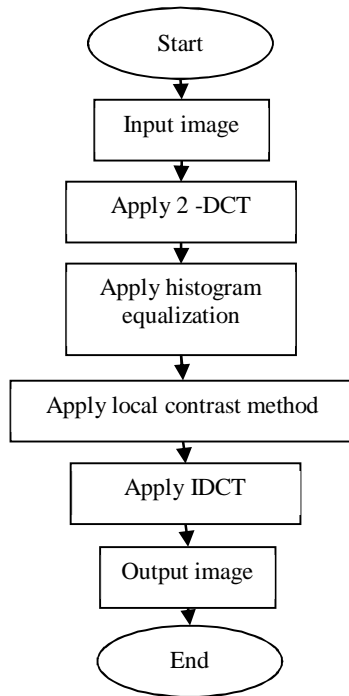 Start
Input image
Apply 2 -DCT
Apply histogram
equalization
Apply local contrast method
Apply IDCT
Output image
End